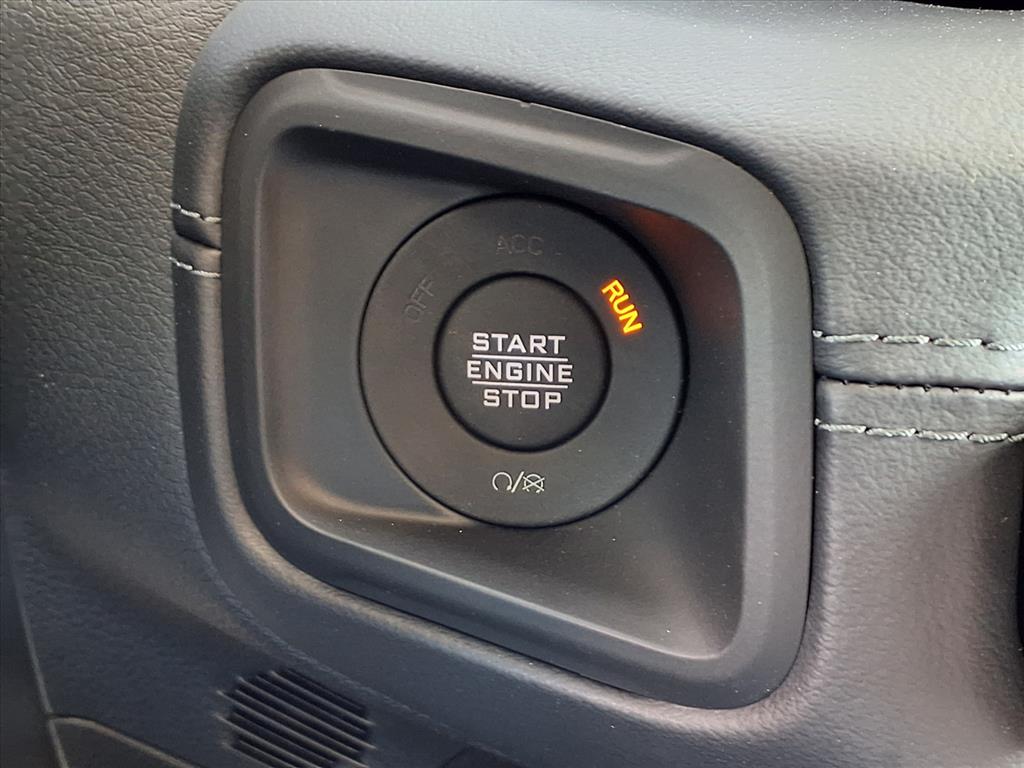 ACC
OFF
RUN
START
ENGINE
STOP